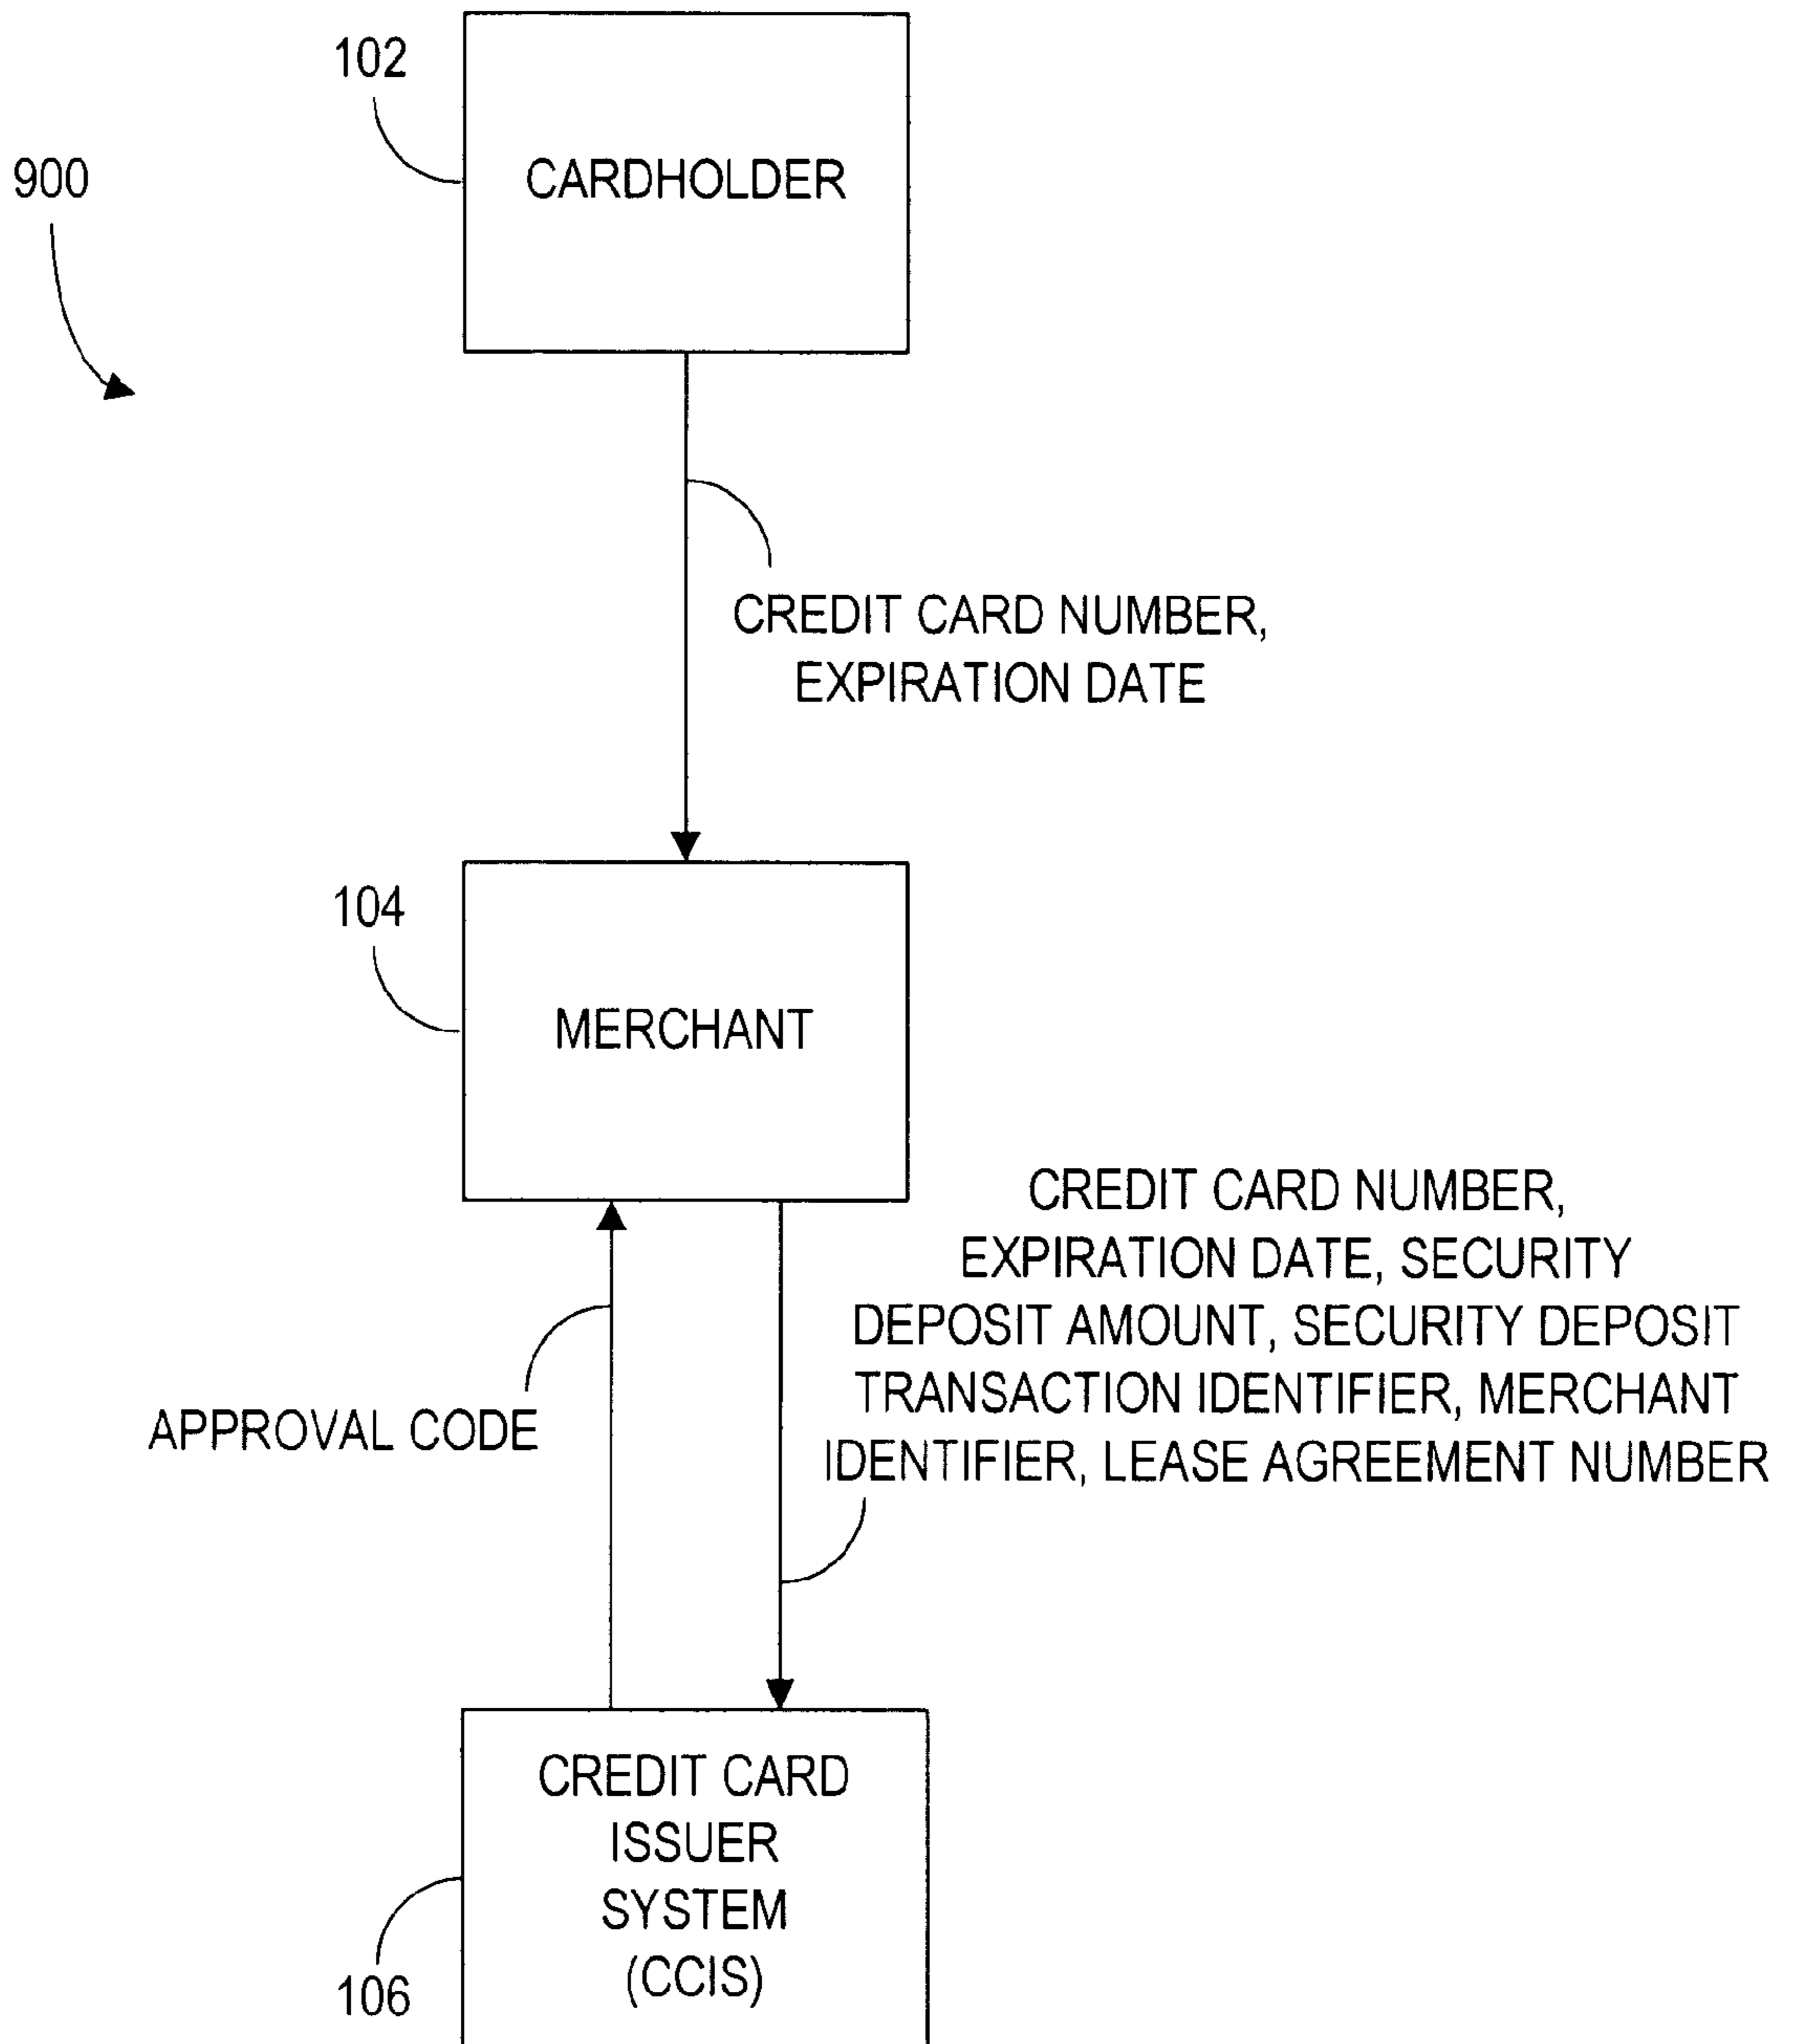 102
900
CARDHOLDER
CREDIT CARD NUMBER,
EXPIRATION DATE
104
MERCHANT
CREDIT CARD NUMBER,
EXPIRATION DATE, SECURITY
DEPOSIT AMOUNT, SECURITY DEPOSIT
TRANSACTION IDENTIFIER, MERCHANT
IDENTIFIER, LEASE AGREEMENT NUMBER
APPROVAL CODE
CREDIT CARD
ISSUER
SYSTEM
(CCIS)
106